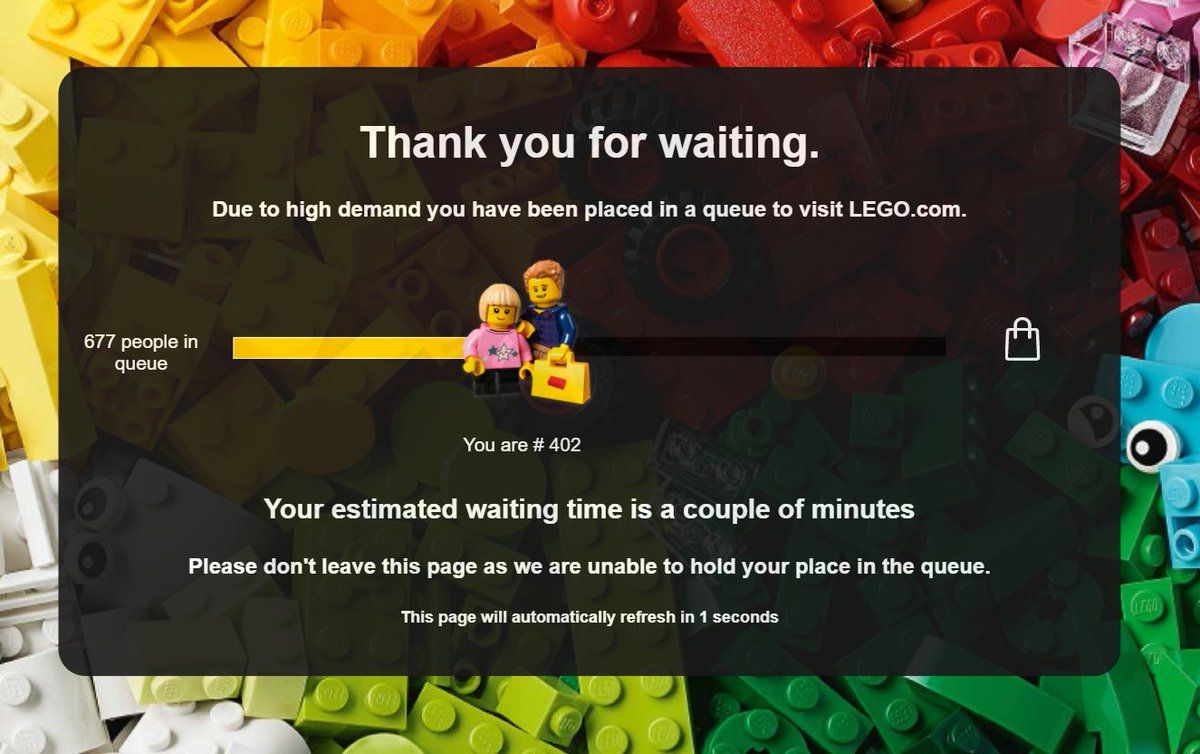 Thank you for waiting.
Due to high demand you have been placed in a queue to visit LEGO.com.
677 people in
queue
You are # 402
Your estimated waiting time is a couple of minutes
Please don't leave this page as we are unable to hold your place in the queue.
This page will automatically refresh in 1 seconds
LEGO